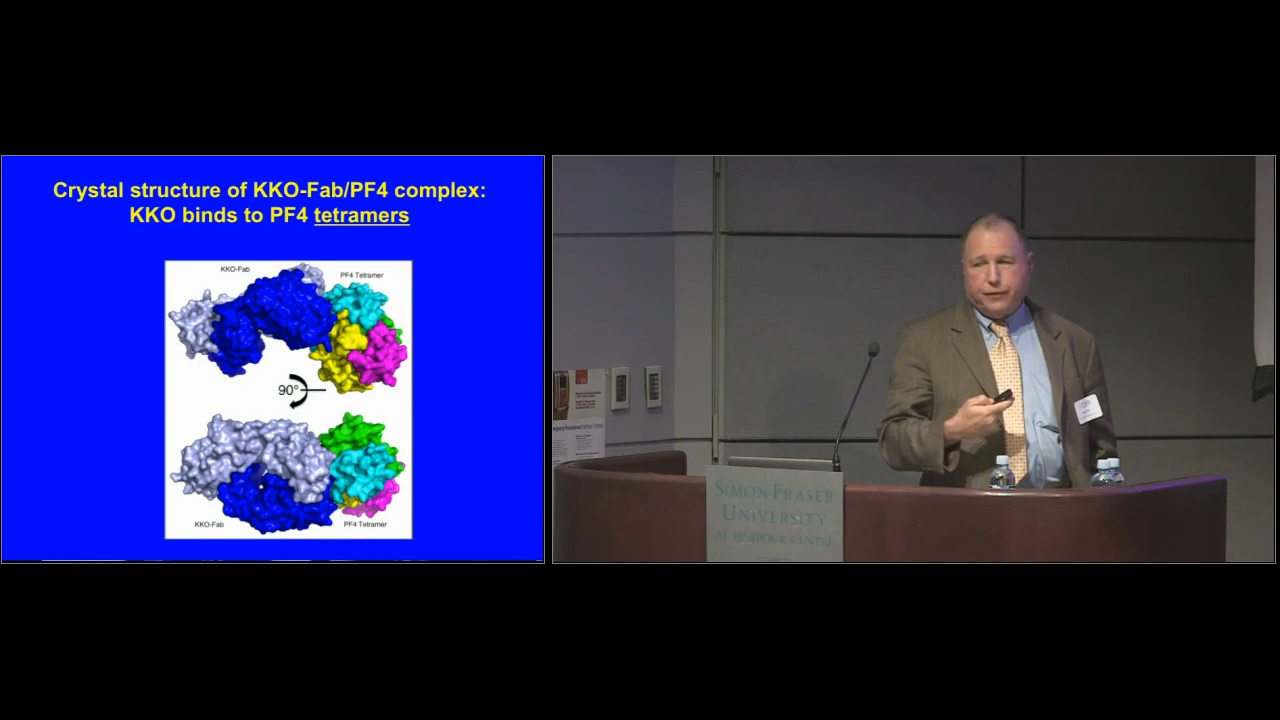 Crystal structure of KKO-Fab/PF4 complex:
KKO binds to PF4 tetramers
KKO-Fab
PF4 Tetramer
90°
KKO-Fab
PF4 Tetramer
SIMON FRASER
UNIVERSITY
AT HARBOUR CENTRE